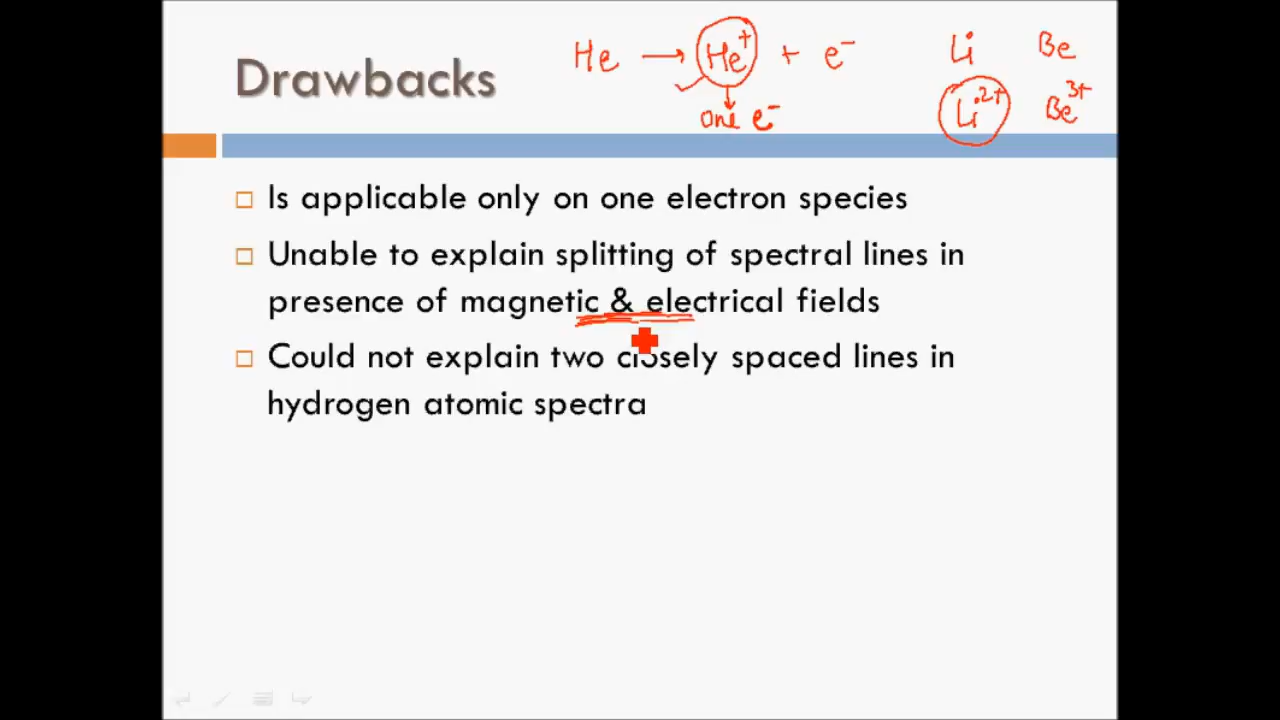 Drawbacks
He → He⁺ + e⁻
one e⁻
Li Be
Li²⁺ Be³⁺
Is applicable only on one electron species
Unable to explain splitting of spectral lines in
presence of magnetic & electrical fields
Could not explain two closely spaced lines in
hydrogen atomic spectra